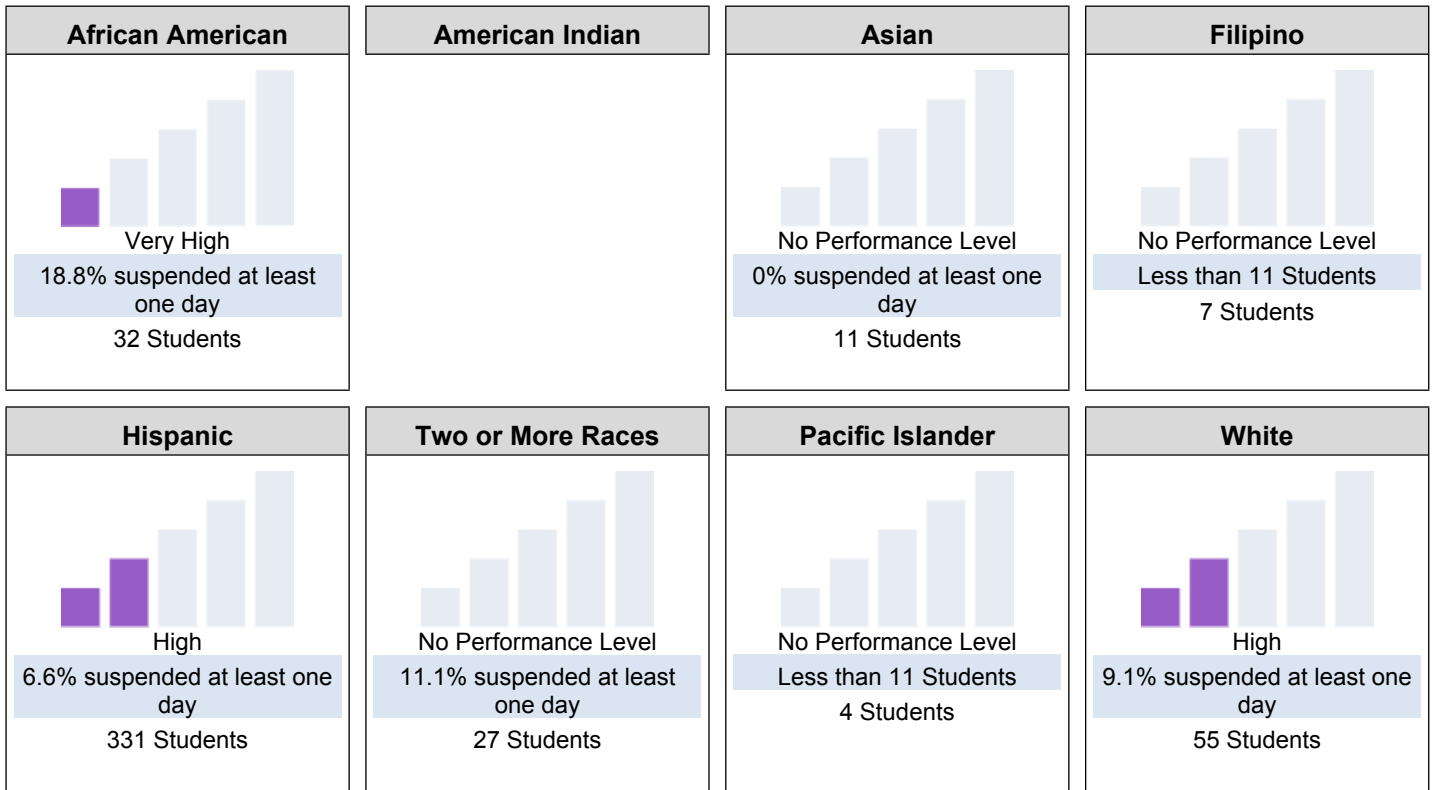 African American
American Indian
Asian
Filipino
Very High
18.8% suspended at least
one day
32 Students
No Performance Level
0% suspended at least one
day
11 Students
No Performance Level
Less than 11 Students
7 Students
Hispanic
Two or More Races
Pacific Islander
White
High
6.6% suspended at least one
day
331 Students
No Performance Level
11.1% suspended at least
one day
27 Students
No Performance Level
Less than 11 Students
4 Students
High
9.1% suspended at least one
day
55 Students